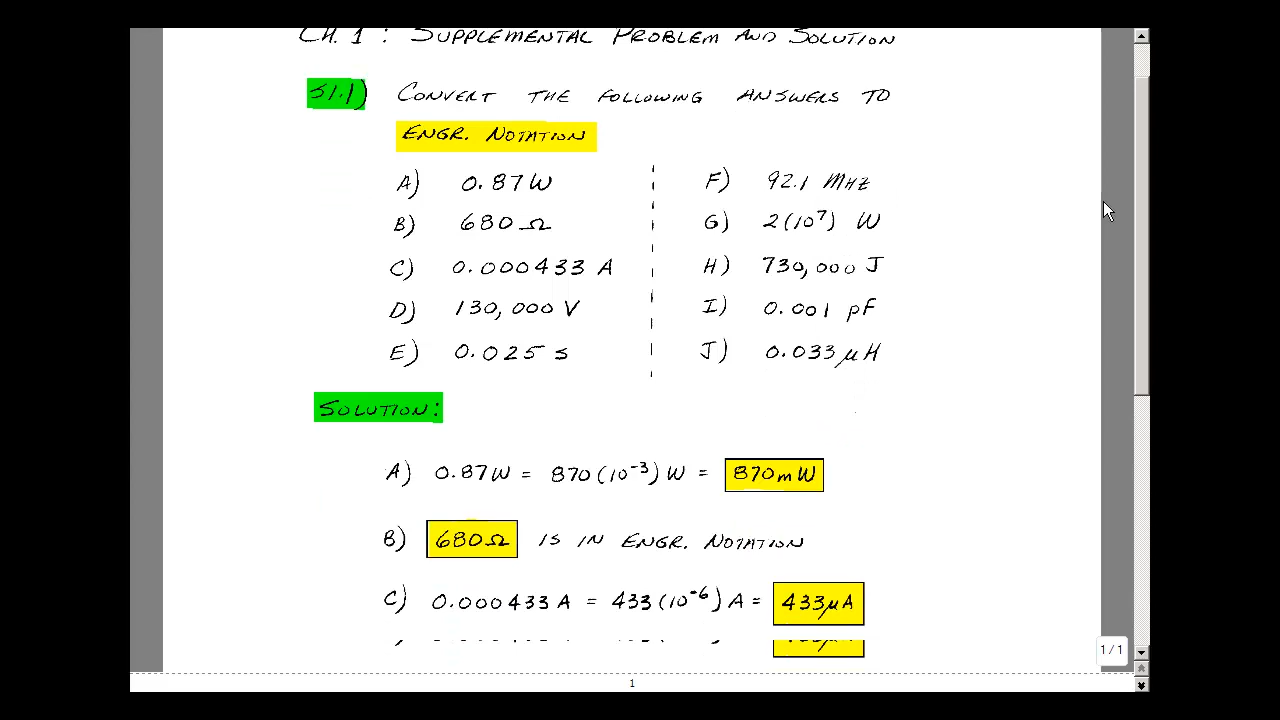 CH. 1 : SUPPLEMENTAL PROBLEM AND SOLUTION
S1.1) CONVERT THE FOLLOWING ANSWERS TO
ENGR. NOTATION
A) 0.87W
B) 680Ω
C) 0.000433 A
D) 130,000 V
E) 0.025 s
F) 92.1 MHZ
G) 2(10⁷) W
H) 730,000 J
I) 0.001 pF
J) 0.033 μH
SOLUTION:
A) 0.87W = 870(10⁻³) W = 870mW
B) 680Ω IS IN ENGR. NOTATION
C) 0.000433 A = 433(10⁻⁶) A = 433μA
1/1
1